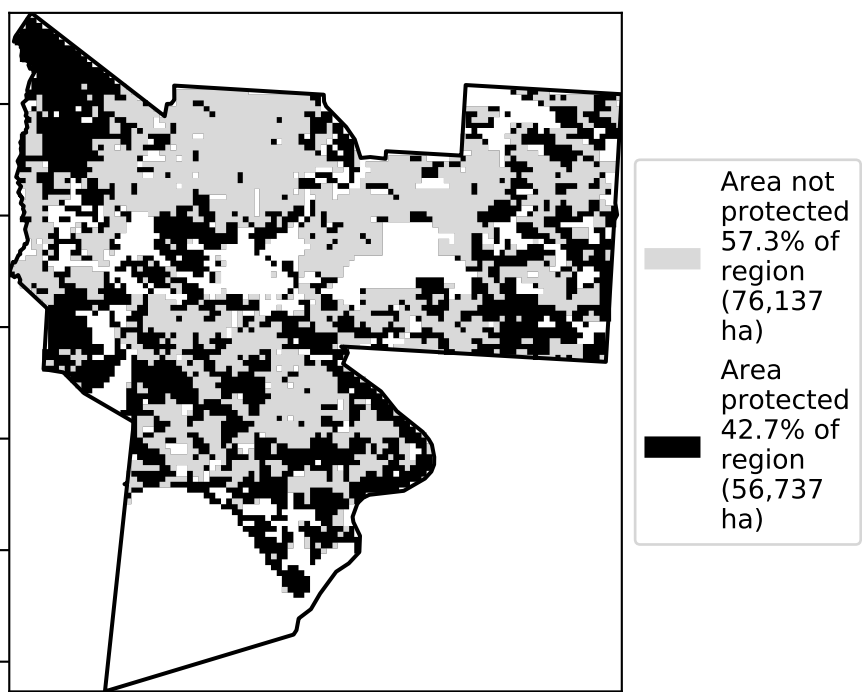 Area not
protected
57.3% of
region
(76,137
ha)
Area
protected
42.7% of
region
(56,737
ha)